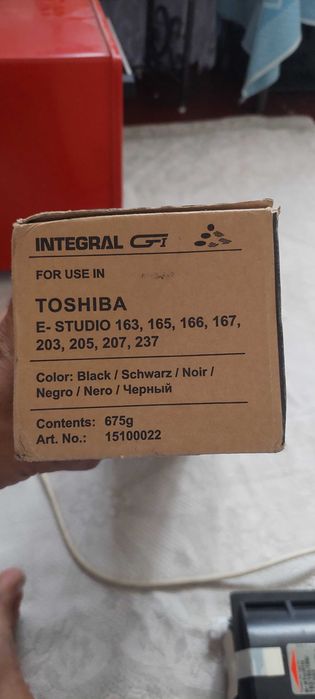 INTEGRAL GI
FOR USE IN
TOSHIBA
E- STUDIO 163, 165, 166, 167,
203, 205, 207, 237
Color: Black / Schwarz / Noir /
Negro / Nero / Черный
Contents: 675g
Art. No.: 15100022